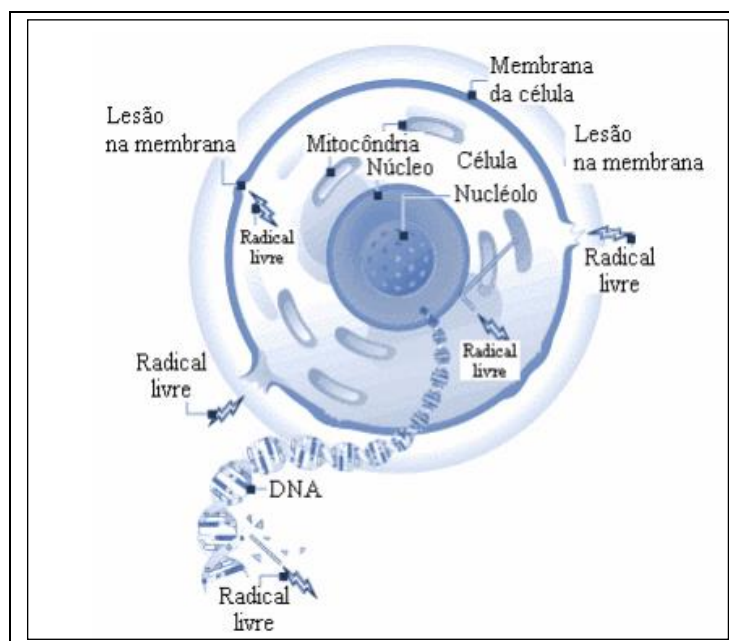 Membrana
da célula
Lesão
na membrana
Lesão
na membrana
Mitocôndria
Núcleo
Célula
Nucléolo
Radical
livre
Radical
livre
Radical
livre
Radical
livre
DNA
Radical
livre